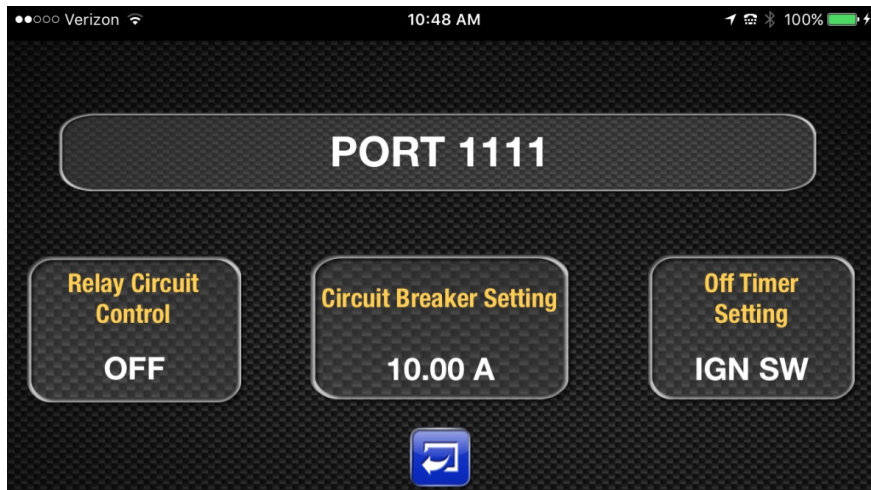 Verizon 10:48 AM 100%
PORT 1111
Relay Circuit
Control
OFF
Circuit Breaker Setting
10.00 A
Off Timer
Setting
IGN SW